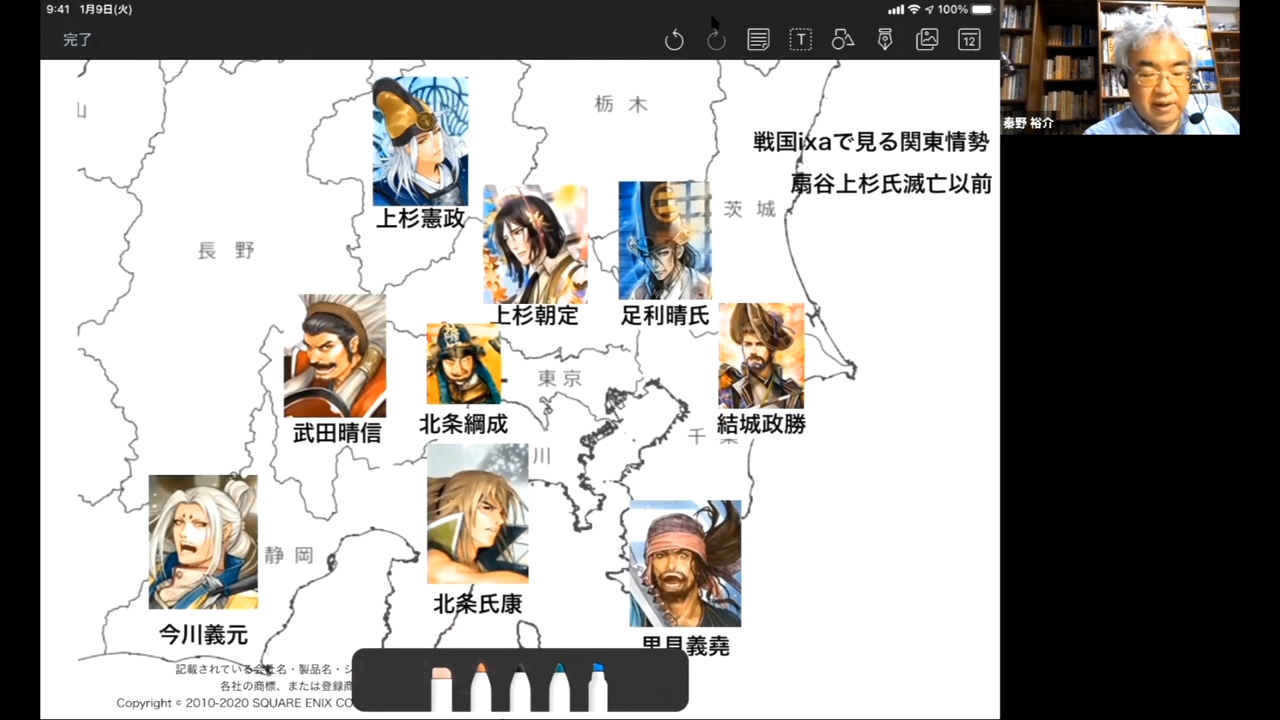 9:41 1月9日(火)
100%
完了
T
12
秦野 裕介
山
栃木
戦国ixaで見る関東情勢
扇谷上杉氏滅亡以前
茨城
上杉憲政
長野
上杉朝定
足利晴氏
東京
武田晴信
北条綱成
結城政勝
千葉
川
静岡
北条氏康
今川義元
里見義堯
記載されている会社名・製品名・シ
各社の商標、または登録商
Copyright © 2010-2020 SQUARE ENIX CO